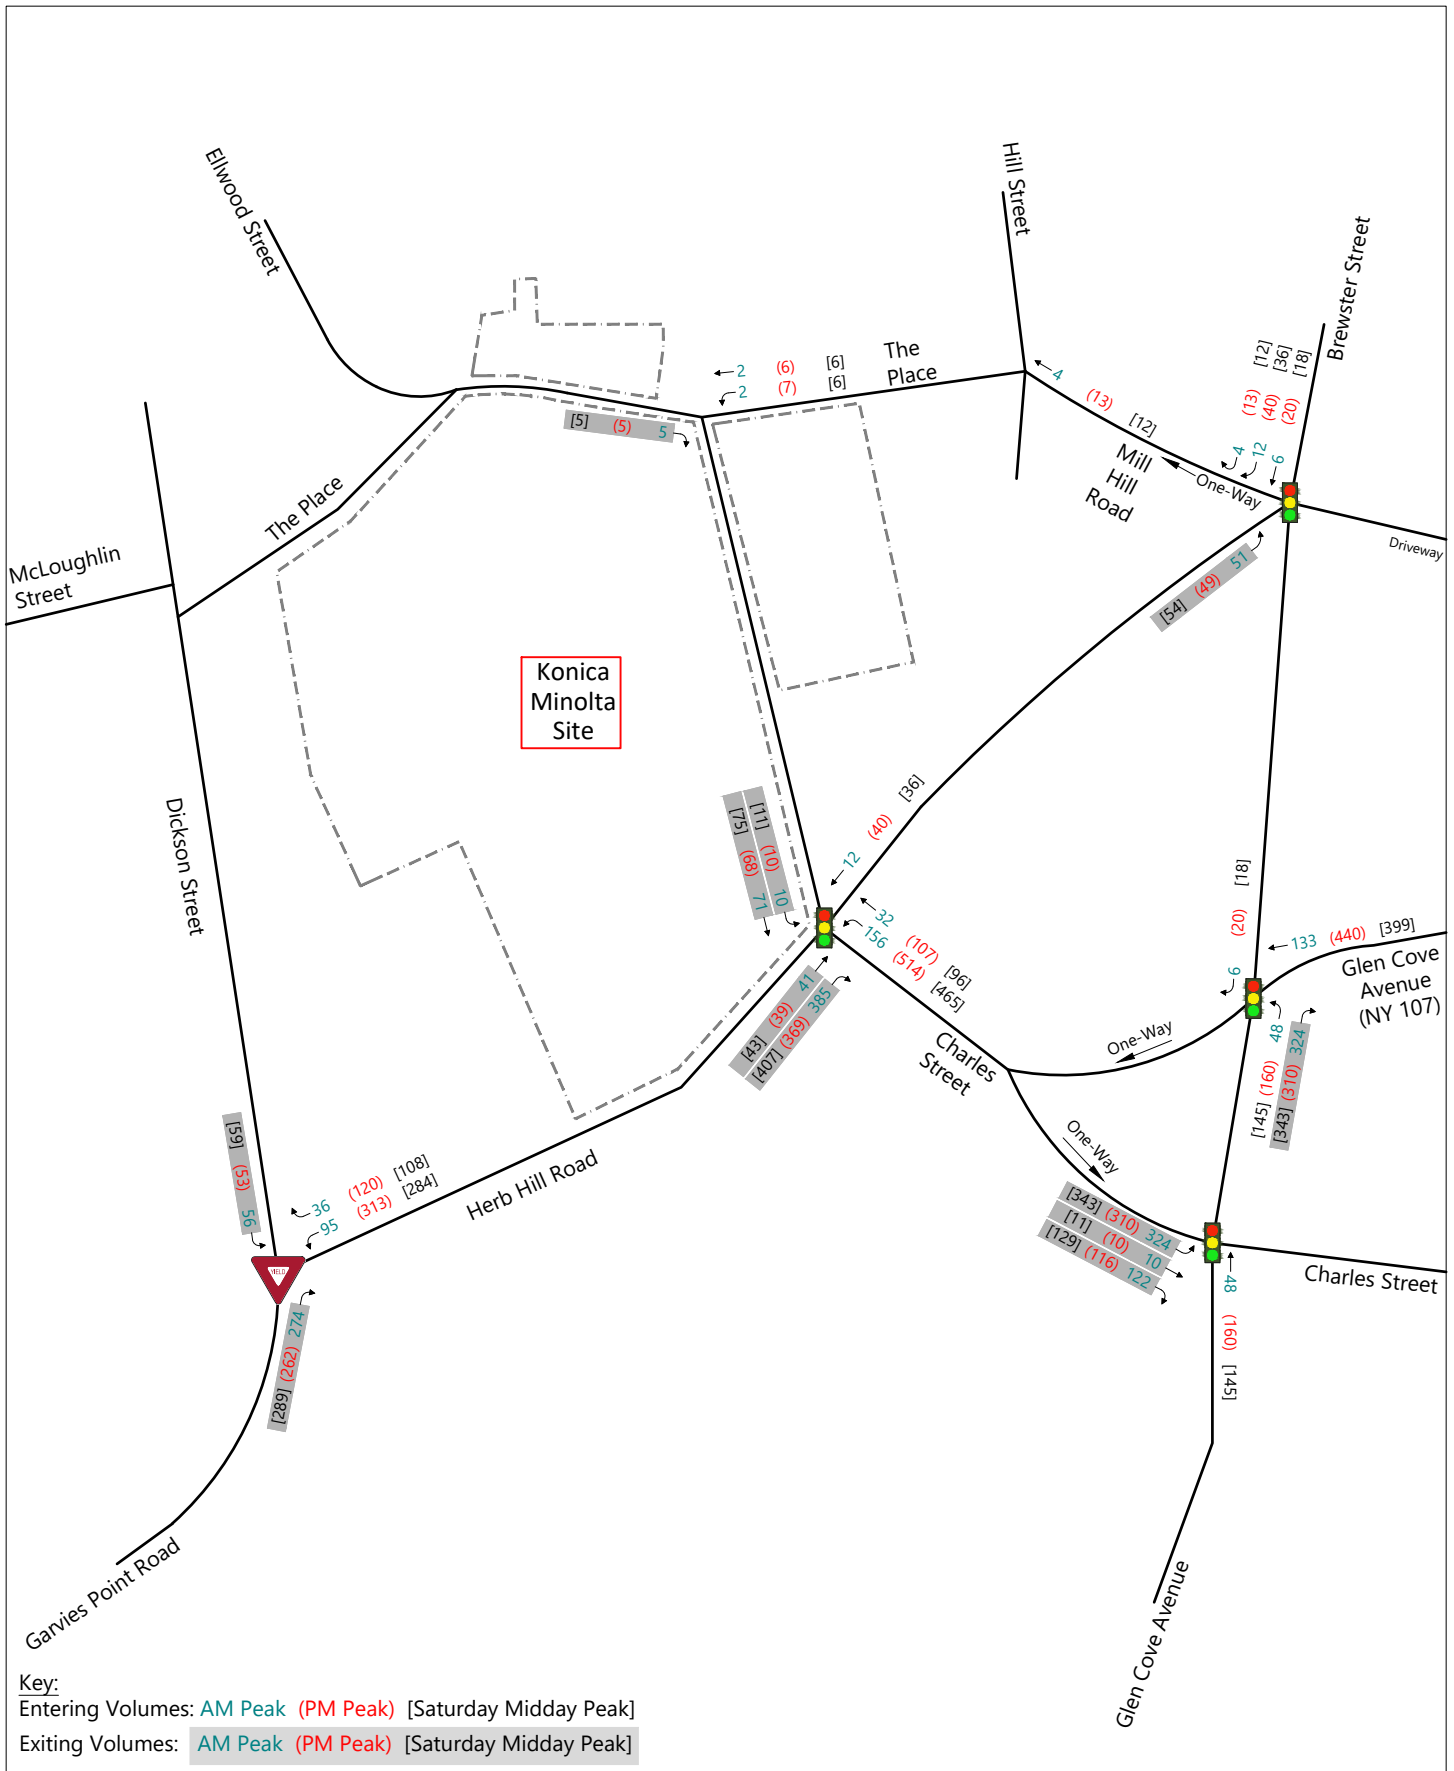 Ellwood Street
Hill Street
Brewster Street
[12]
[36]
[18]
(13)
(40)
(20)
4
12
6
2 (6) [6]
2 (7) [6]
The
Place
4 (13) [12]
Mill
Hill
Road
One-Way
Driveway
[5] (5) 5
The Place
McLoughlin
Street
[54] (49) 51
Konica
Minolta
Site
Dickson Street
[11] (10) 10
[75] (68) 71
12 (40) [36]
32 (107) [96]
156 (514) [465]
[43] (39) 41
[407] (369) 385
Charles
Street
[18]
(20)
6
133 (440) [399]
Glen Cove
Avenue
(NY 107)
One-Way
[145] (160) 48
[343] (310) 324
One-Way
[343] (310) 324
[11] (10) 10
[129] (116) 122
Charles Street
48 (160) [145]
[59] (53) 56
36 (120) [108]
95 (313) [284]
Herb Hill Road
YIELD
[289] (262) 274
Garvies Point Road
Glen Cove Avenue
Key:
Entering Volumes: AM Peak (PM Peak) [Saturday Midday Peak]
Exiting Volumes: AM Peak (PM Peak) [Saturday Midday Peak]